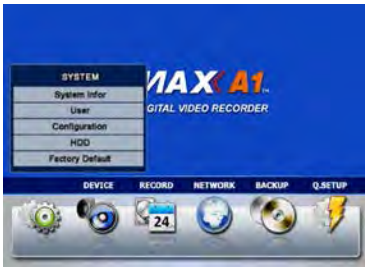 SYSTEM
System Infor
User
Configuration
HDD
Factory Default
MAX A1
GITAL VIDEO RECORDER
DEVICE RECORD NETWORK BACKUP Q.SETUP
24